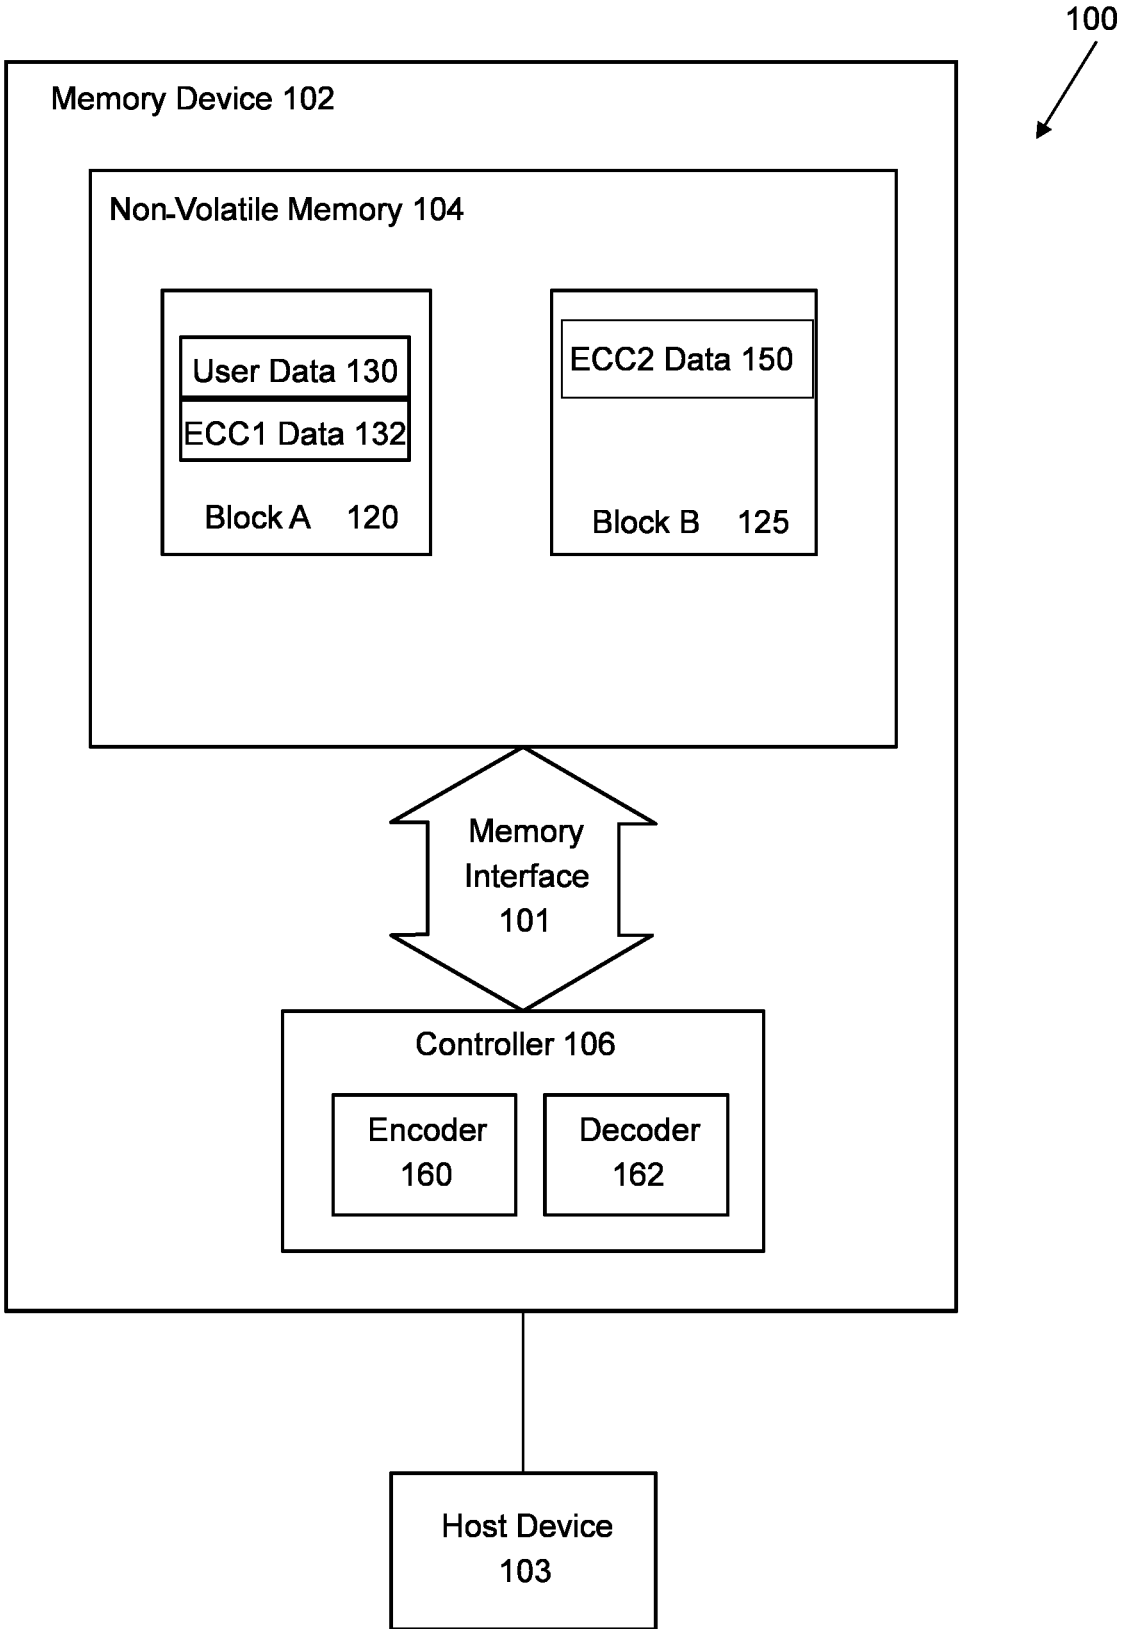 100
Memory Device 102
Non-Volatile Memory 104
User Data 130
ECC1 Data 132
Block A 120
ECC2 Data 150
Block B 125
Memory
Interface
101
Controller 106
Encoder
160
Decoder
162
Host Device
103